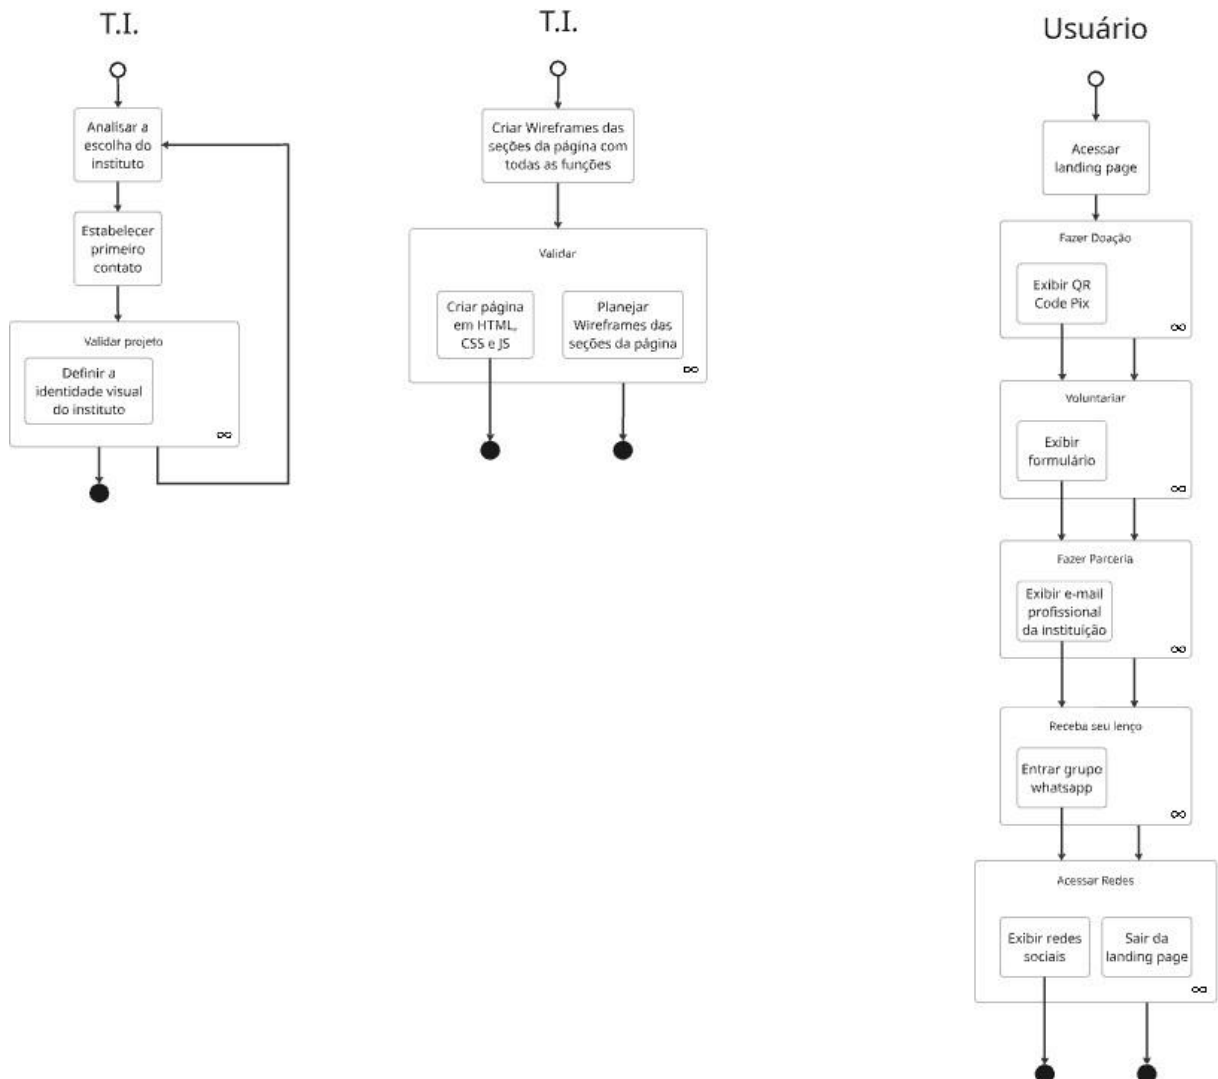 T.I.
Analisar a
escolha do
instituto
Estabelecer
primeiro
contato
Validar projeto
Definir a
identidade visual
do instituto
T.I.
Criar Wireframes das
seções da página com
todas as funções
Validar
Criar página
em HTML,
CSS e JS
Planejar
Wireframes das
seções da página
Usuário
Acessar
landing page
Fazer Doação
Exibir QR
Code Pix
Voluntariar
Exibir
formulário
Fazer Parceria
Exibir e-mail
profissional
da instituição
Receba seu lenço
Entrar grupo
whatsapp
Acessar Redes
Exibir redes
sociais
Sair da
landing page